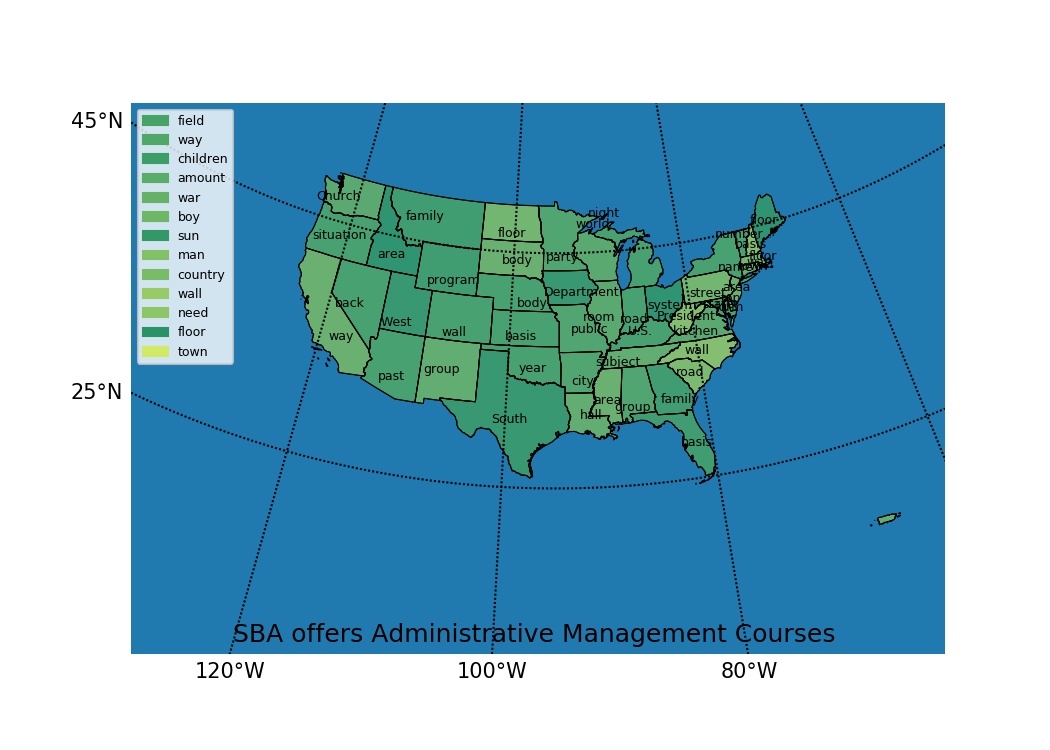 45°N
25°N
field
way
children
amount
war
boy
sun
man
country
wall
need
floor
town
Church
situation
family
area
floor
body
program
back
West
way
wall
body
basis
past
group
year
South
night
world
party
Department
room
public
road
U.S.
subject
city
area
hall
group
family
basis
road
wall
kitchen
President
system
street
number
floor
basis
floor
area
SBA offers Administrative Management Courses
120°W
100°W
80°W